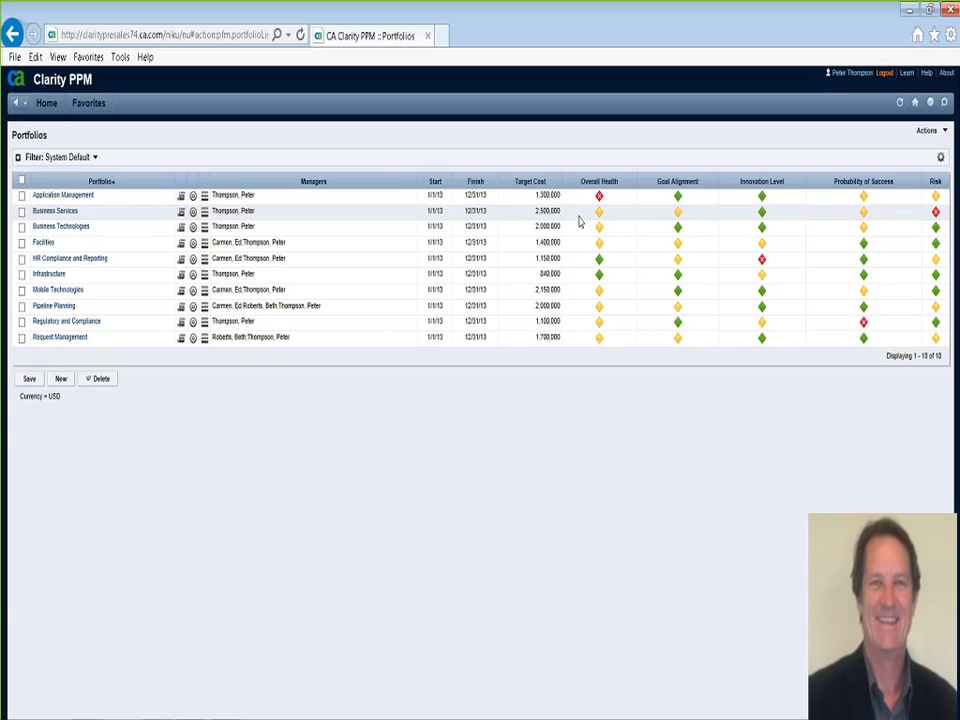 http://claritypresales74.ca.com/niku/nu#action:pfm.portfolioLis
CA Clarity PPM :: Portfolios
File Edit View Favorites Tools Help
ca Clarity PPM
Peter Thompson Logout Learn Help About
Home Favorites
Portfolios
Actions
Filter: System Default
Portfolio Managers Start Finish Target Cost Overall Health Goal Alignment Innovation Level Probability of Success Risk
Application Management Thompson, Peter 1/1/13 12/31/13 1,300,000
Business Services Thompson, Peter 1/1/13 12/31/13 2,500,000
Business Technologies Thompson, Peter 1/1/13 12/31/13 2,000,000
Facilities Carmen, Ed;Thompson, Peter 1/1/13 12/31/13 1,400,000
HR Compliance and Reporting Carmen, Ed;Thompson, Peter 1/1/13 12/31/13 1,150,000
Infrastructure Thompson, Peter 1/1/13 12/31/13 840,000
Mobile Technologies Carmen, Ed;Thompson, Peter 1/1/13 12/31/13 2,150,000
Pipeline Planning Carmen, Ed;Roberts, Beth;Thompson, Peter 1/1/13 12/31/13 2,000,000
Regulatory and Compliance Thompson, Peter 1/1/13 12/31/13 1,100,000
Request Management Roberts, Beth;Thompson, Peter 1/1/13 12/31/13 1,700,000
Displaying 1 - 10 of 10
Save New Delete
Currency = USD